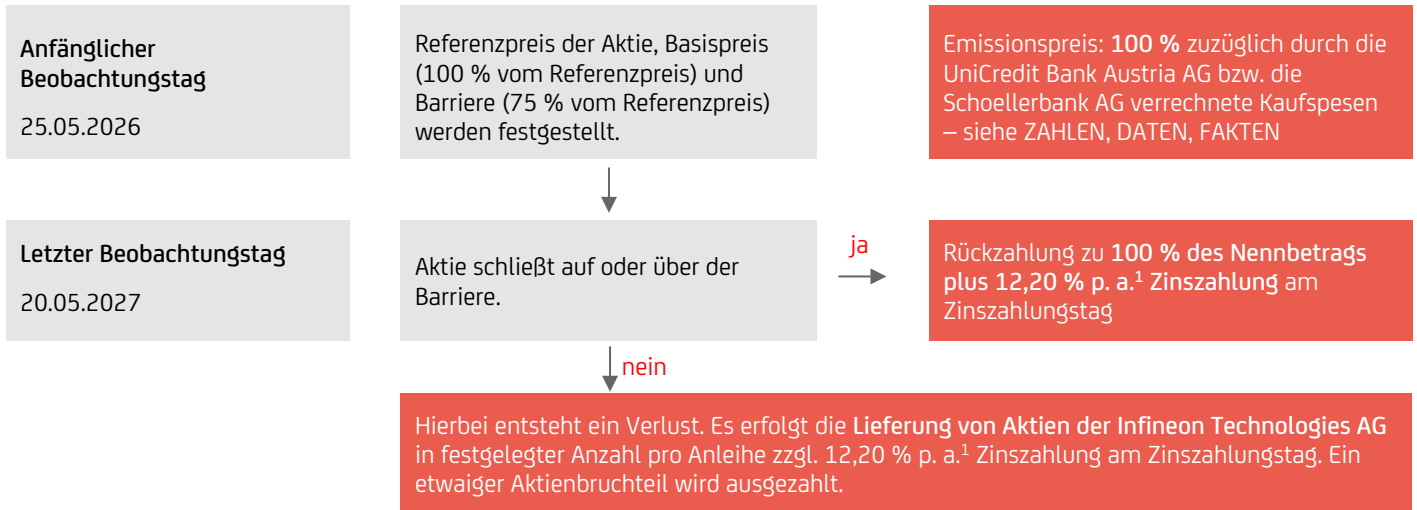 Anfänglicher
Beobachtungstag
25.05.2026
Referenzpreis der Aktie, Basispreis
(100 % vom Referenzpreis) und
Barriere (75 % vom Referenzpreis)
werden festgestellt.
Emissionspreis: 100 % zuzüglich durch die
UniCredit Bank Austria AG bzw. die
Schoellerbank AG verrechnete Kaufspesen
– siehe ZAHLEN, DATEN, FAKTEN
Letzter Beobachtungstag
20.05.2027
Aktie schließt auf oder über der
Barriere.
ja
Rückzahlung zu 100 % des Nennbetrags
plus 12,20 % p. a.¹ Zinszahlung am
Zinszahlungstag
nein
Hierbei entsteht ein Verlust. Es erfolgt die Lieferung von Aktien der Infineon Technologies AG
in festgelegter Anzahl pro Anleihe zzgl. 12,20 % p. a.¹ Zinszahlung am Zinszahlungstag. Ein
etwaiger Aktienbruchteil wird ausgezahlt.